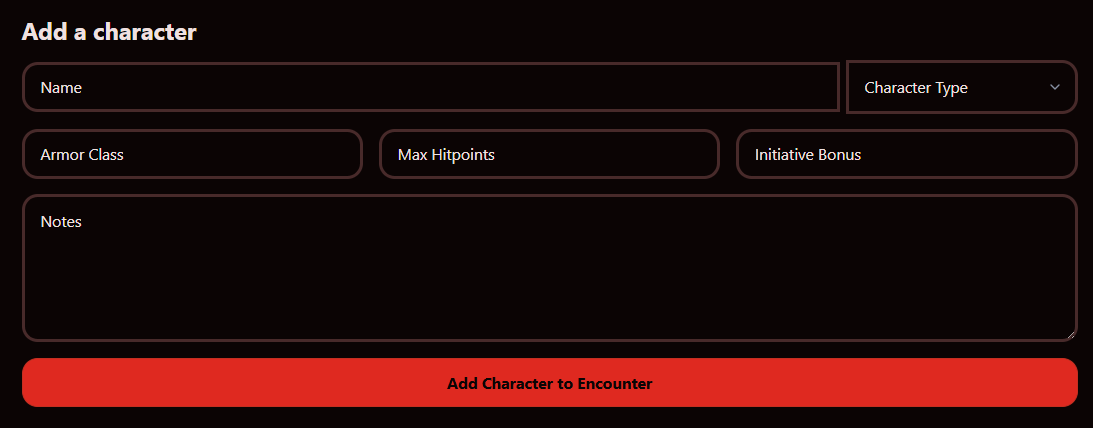 Add a character
Name
Character Type
Armor Class
Max Hitpoints
Initiative Bonus
Notes
Add Character to Encounter